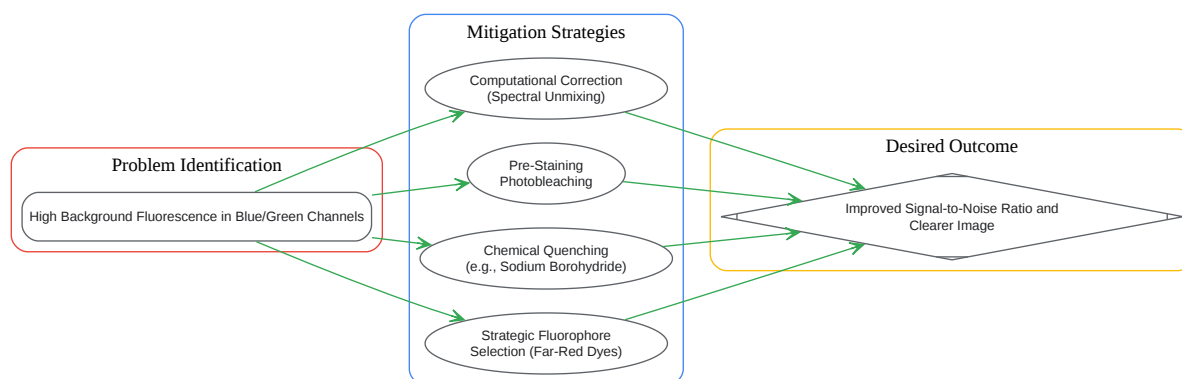 Problem Identification
High Background Fluorescence in Blue/Green Channels
Mitigation Strategies
Computational Correction
(Spectral Unmixing)
Pre-Staining
Photobleaching
Chemical Quenching
(e.g., Sodium Borohydride)
Strategic Fluorophore
Selection (Far-Red Dyes)
Desired Outcome
Improved Signal-to-Noise Ratio and
Clearer Image